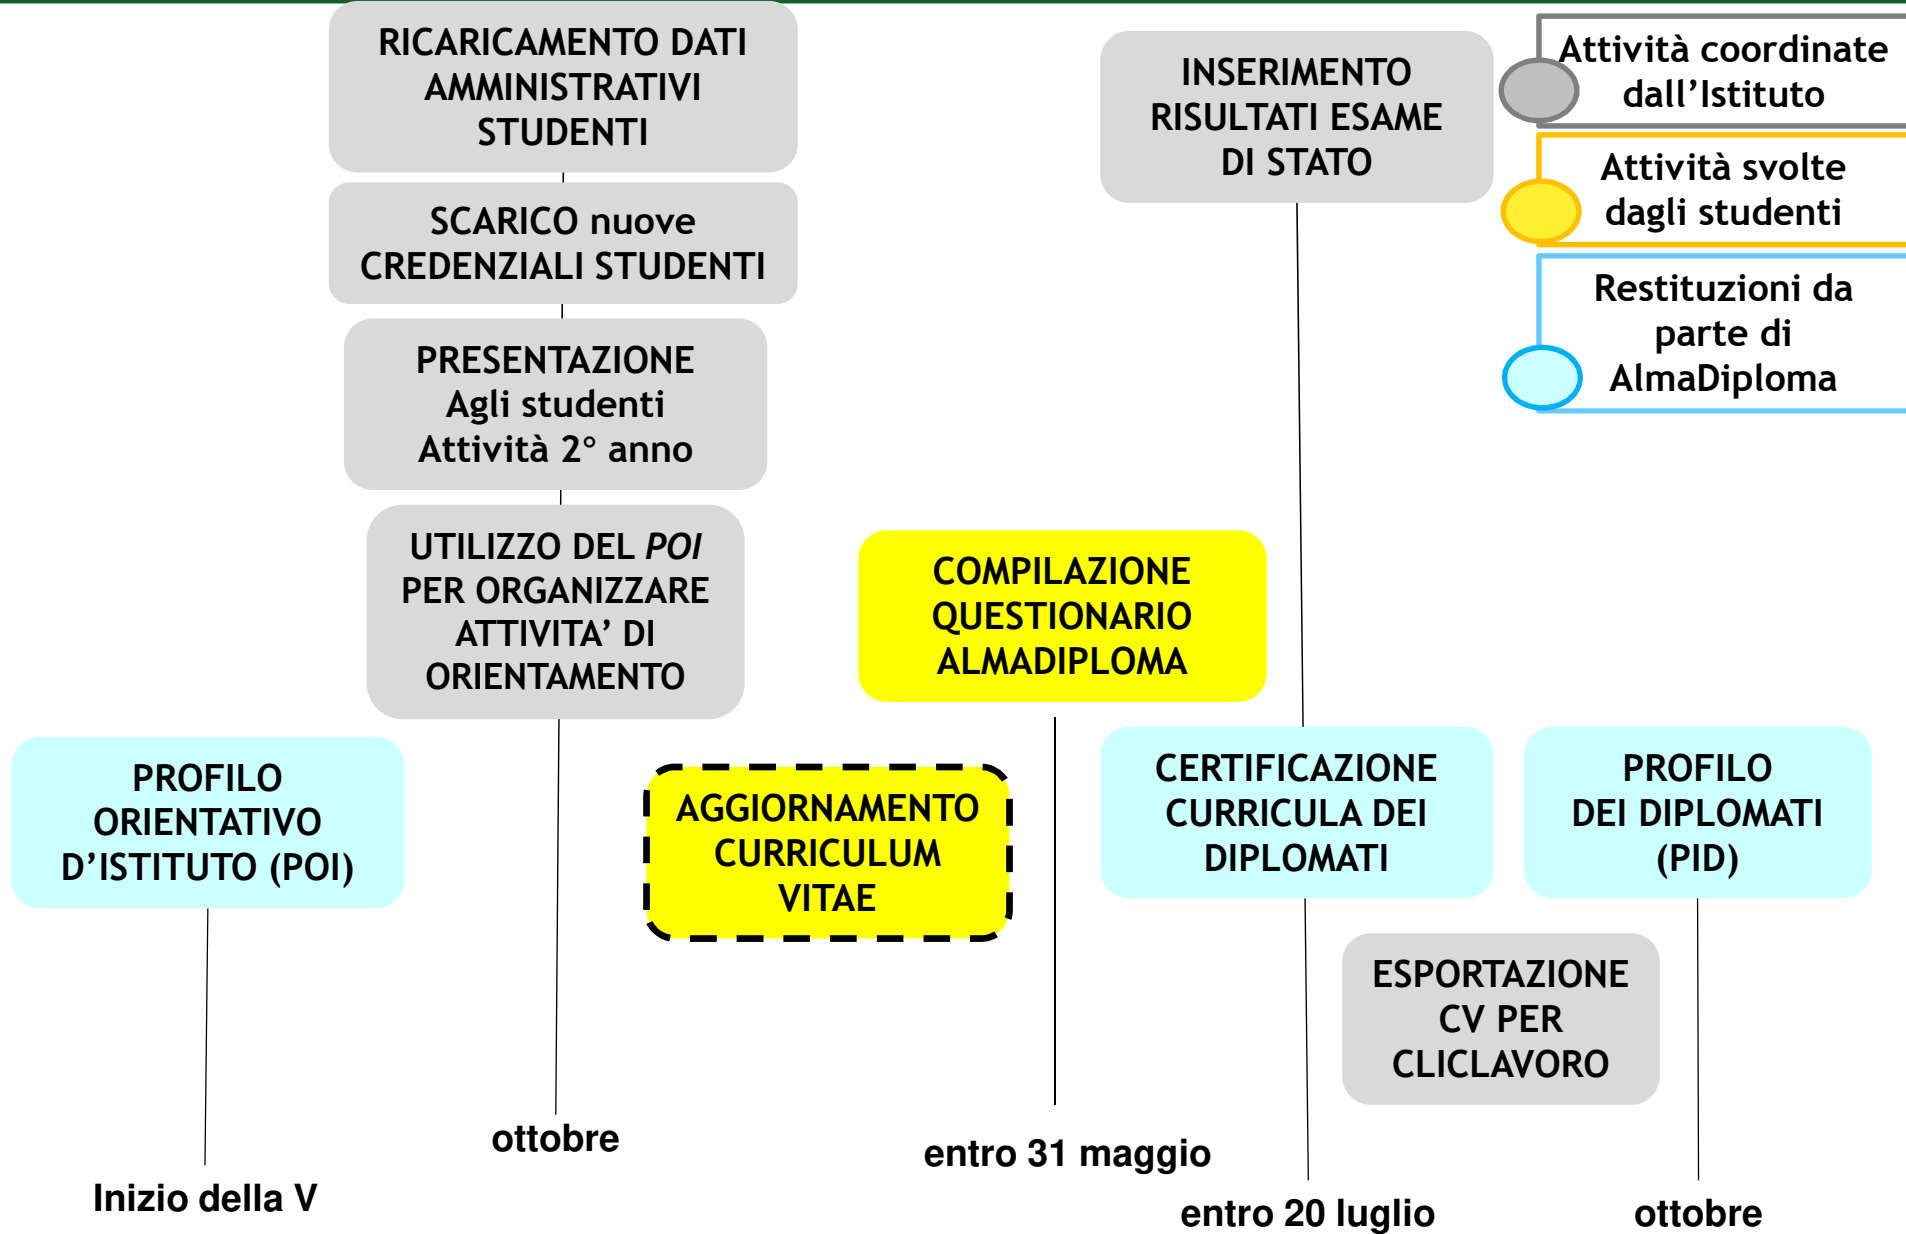 RICARICAMENTO DATI
AMMINISTRATIVI
STUDENTI
SCARICO nuove
CREDENZIALI STUDENTI
PRESENTAZIONE
Agli studenti
Attività 2° anno
UTILIZZO DEL POI
PER ORGANIZZARE
ATTIVITA’ DI
ORIENTAMENTO
INSERIMENTO
RISULTATI ESAME
DI STATO
Attività coordinate
dall’Istituto
Attività svolte
dagli studenti
Restituzioni da
parte di
AlmaDiploma
COMPILAZIONE
QUESTIONARIO
ALMADIPLOMA
PROFILO
ORIENTATIVO
D’ISTITUTO (POI)
AGGIORNAMENTO
CURRICULUM
VITAE
CERTIFICAZIONE
CURRICULA DEI
DIPLOMATI
PROFILO
DEI DIPLOMATI
(PID)
ESPORTAZIONE
CV PER
CLICLAVORO
Inizio della V
ottobre
entro 31 maggio
entro 20 luglio
ottobre